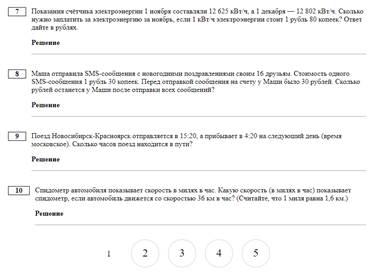 7 Показания счётчика электроэнергии 1 ноября составляли 12 625 кВт/ч, а 1 декабря — 12 802 кВт/ч. Сколько
нужно заплатить за электроэнергию за ноябрь, если 1 кВт/ч электроэнергии стоит 1 рубль 80 копеек? Ответ
дайте в рублях.
Решение
8 Маша отправила SMS-сообщения с новогодними поздравлениями своим 16 друзьям. Стоимость одного
SMS-сообщения 1 рубль 30 копеек. Перед отправкой сообщения на счету у Маши было 30 рублей. Сколько
рублей останется у Маши после отправки всех сообщений?
Решение
9 Поезд Новосибирск-Красноярск отправляется в 15:20, а прибывает в 4:20 на следующий день (время
московское). Сколько часов поезд находится в пути?
Решение
10 Спидометр автомобиля показывает скорость в милях в час. Какую скорость (в милях в час) показывает
спидометр, если автомобиль движется со скоростью 36 км в час? (Считайте, что 1 миля равна 1,6 км.)
Решение
1 2 3 4 5